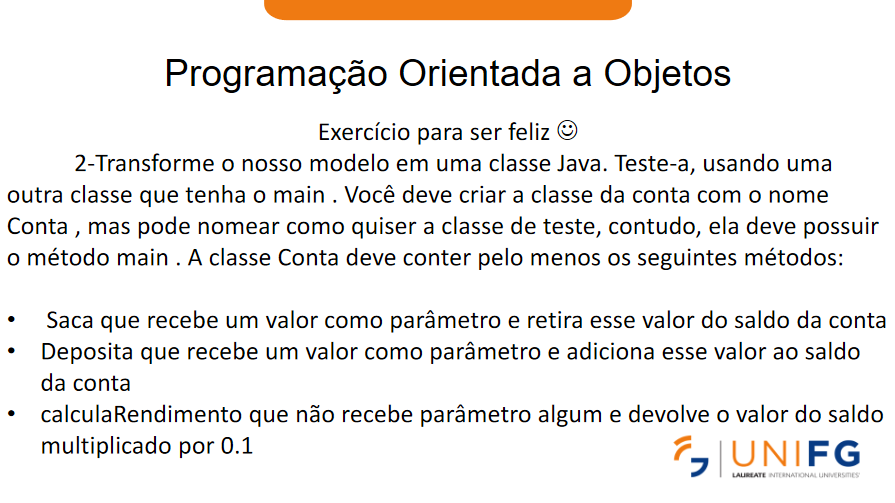 Programação Orientada a Objetos
Exercício para ser feliz ☺
2-Transforme o nosso modelo em uma classe Java. Teste-a, usando uma
outra classe que tenha o main . Você deve criar a classe da conta com o nome
Conta , mas pode nomear como quiser a classe de teste, contudo, ela deve possuir
o método main . A classe Conta deve conter pelo menos os seguintes métodos:
• Saca que recebe um valor como parâmetro e retira esse valor do saldo da conta
• Deposita que recebe um valor como parâmetro e adiciona esse valor ao saldo
da conta
• calculaRendimento que não recebe parâmetro algum e devolve o valor do saldo
multiplicado por 0.1
UNIFG
LAUREATE INTERNATIONAL UNIVERSITIES